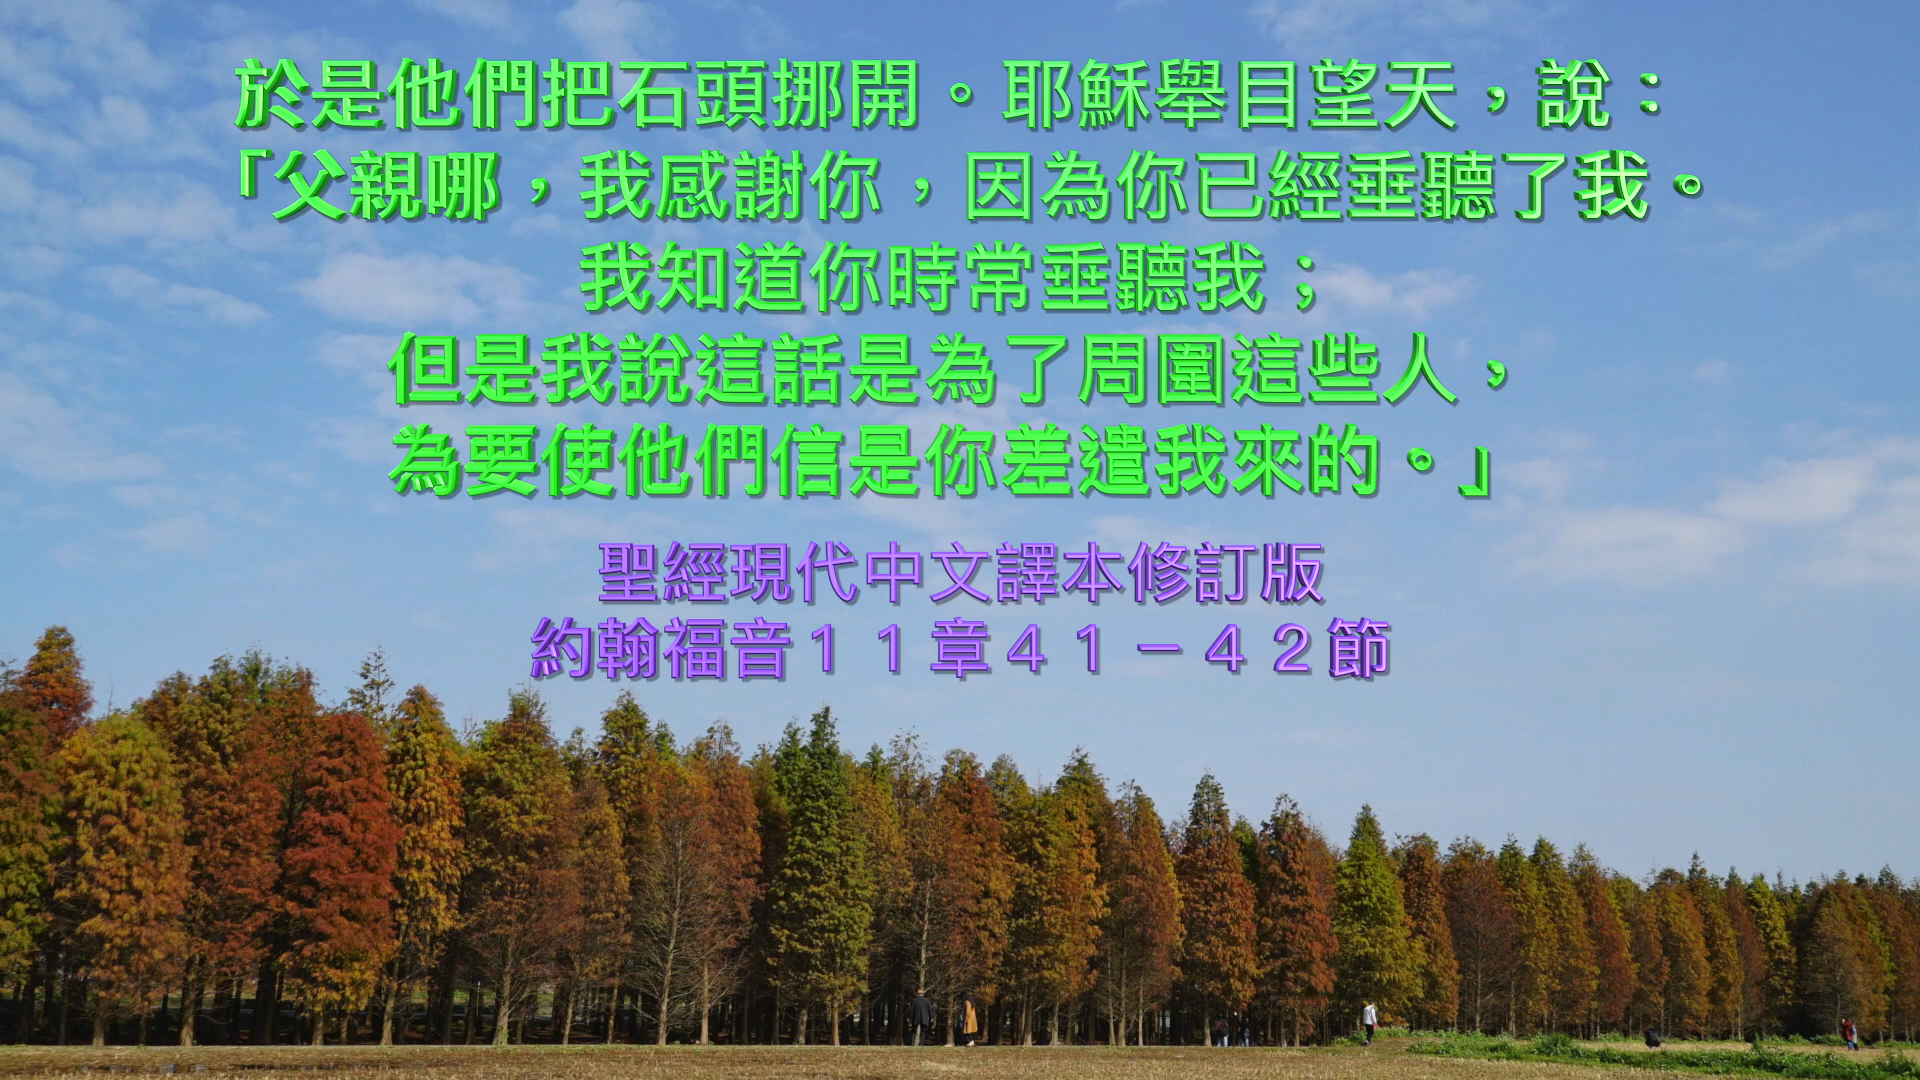 於是他們把石頭挪開。耶穌舉目望天，說：
「父親哪，我感謝你，因為你已經垂聽了我。
我知道你時常垂聽我；
但是我說這話是為了周圍這些人，
為要使他們信是你差遣我來的。」
聖經現代中文譯本修訂版
約翰福音１１章４１－４２節